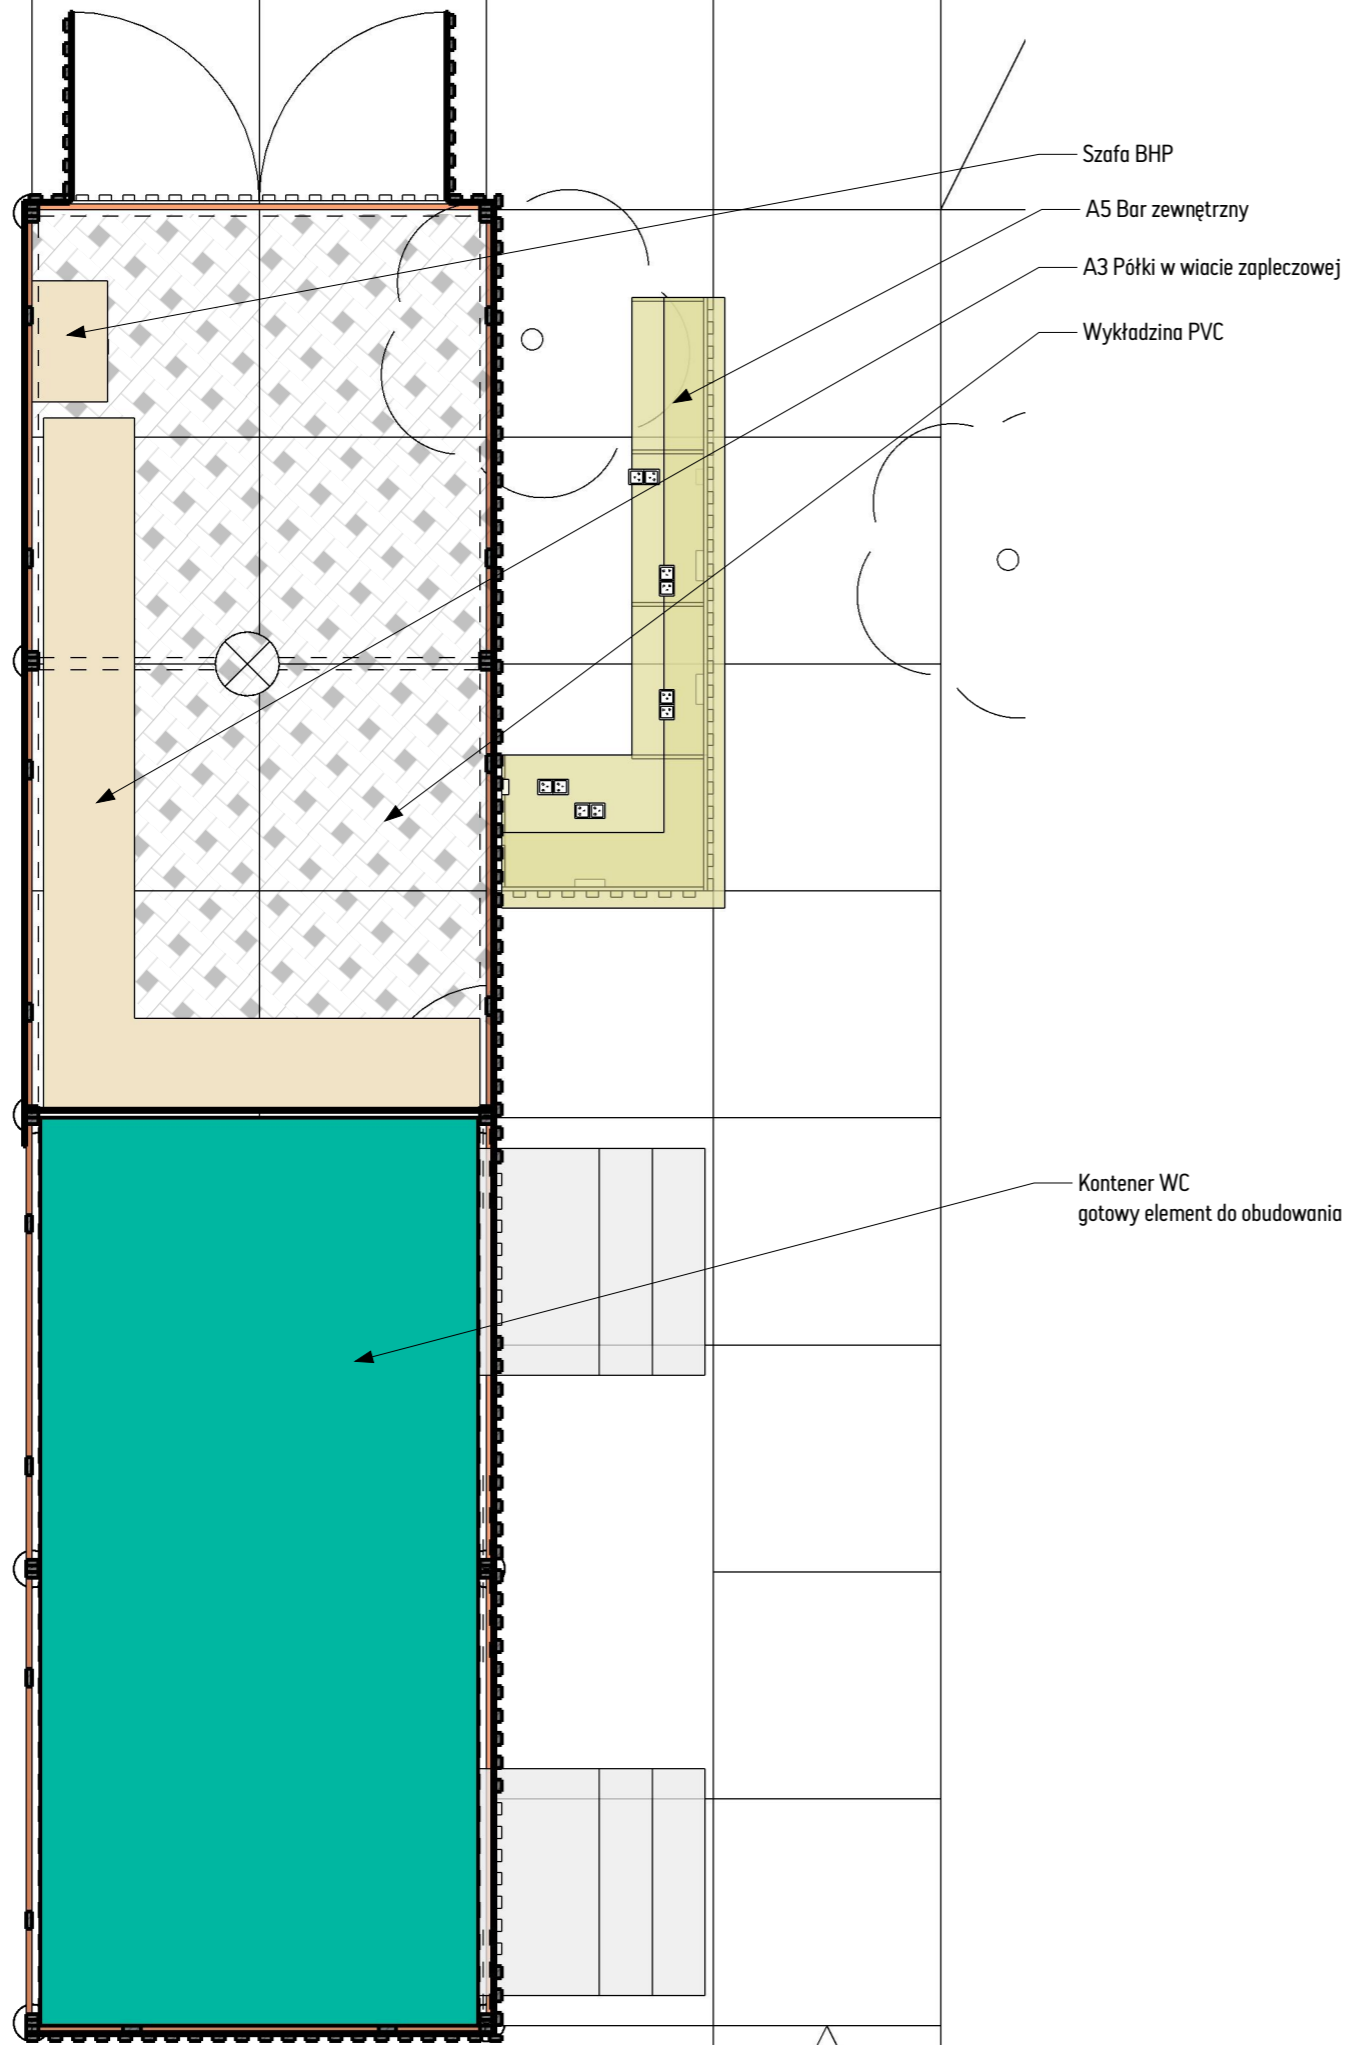 Szafa BHP
A5 Bar zewnętrzny
A3 Półki w wiacie zapleczowej
Wykładzina PVC
Kontener WC
gotowy element do obudowania